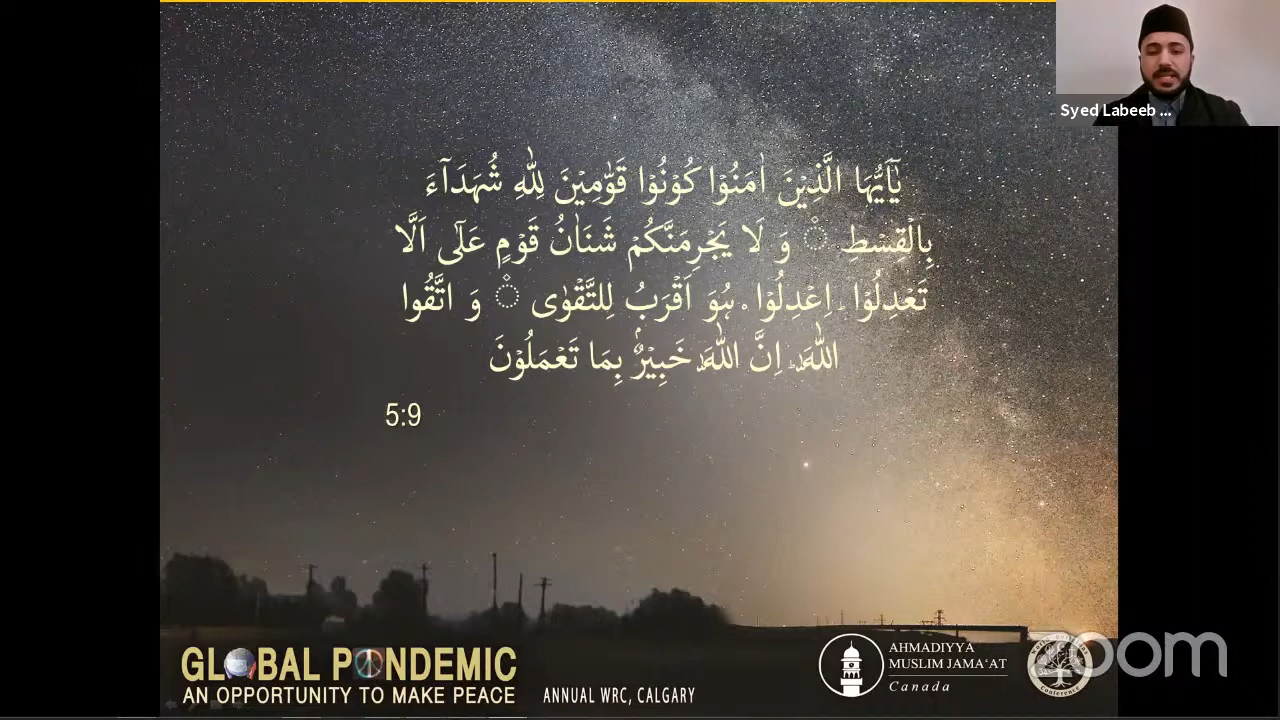 Syed Labeeb ...
يٰۤاَيُّهَا الَّذِيْنَ اٰمَنُوْا كُوْنُوْا قَوّٰمِيْنَ لِلّٰهِ شُهَدَآءَ
بِالْقِسْطِ ۫ وَ لَا يَجْرِمَنَّكُمْ شَنَاٰنُ قَوْمٍ عَلٰۤى اَلَّا
تَعْدِلُوْا ؕ اِعْدِلُوْا ۫ هُوَ اَقْرَبُ لِلتَّقْوٰى ۫ وَ اتَّقُوا
اللّٰهَ ؕ اِنَّ اللّٰهَ خَبِيْرٌۢ بِمَا تَعْمَلُوْنَ
5:9
GLOBAL PANDEMIC
AN OPPORTUNITY TO MAKE PEACE
ANNUAL WRC, CALGARY
AHMADIYYA
MUSLIM JAMA‘AT
Canada
conference
zoom